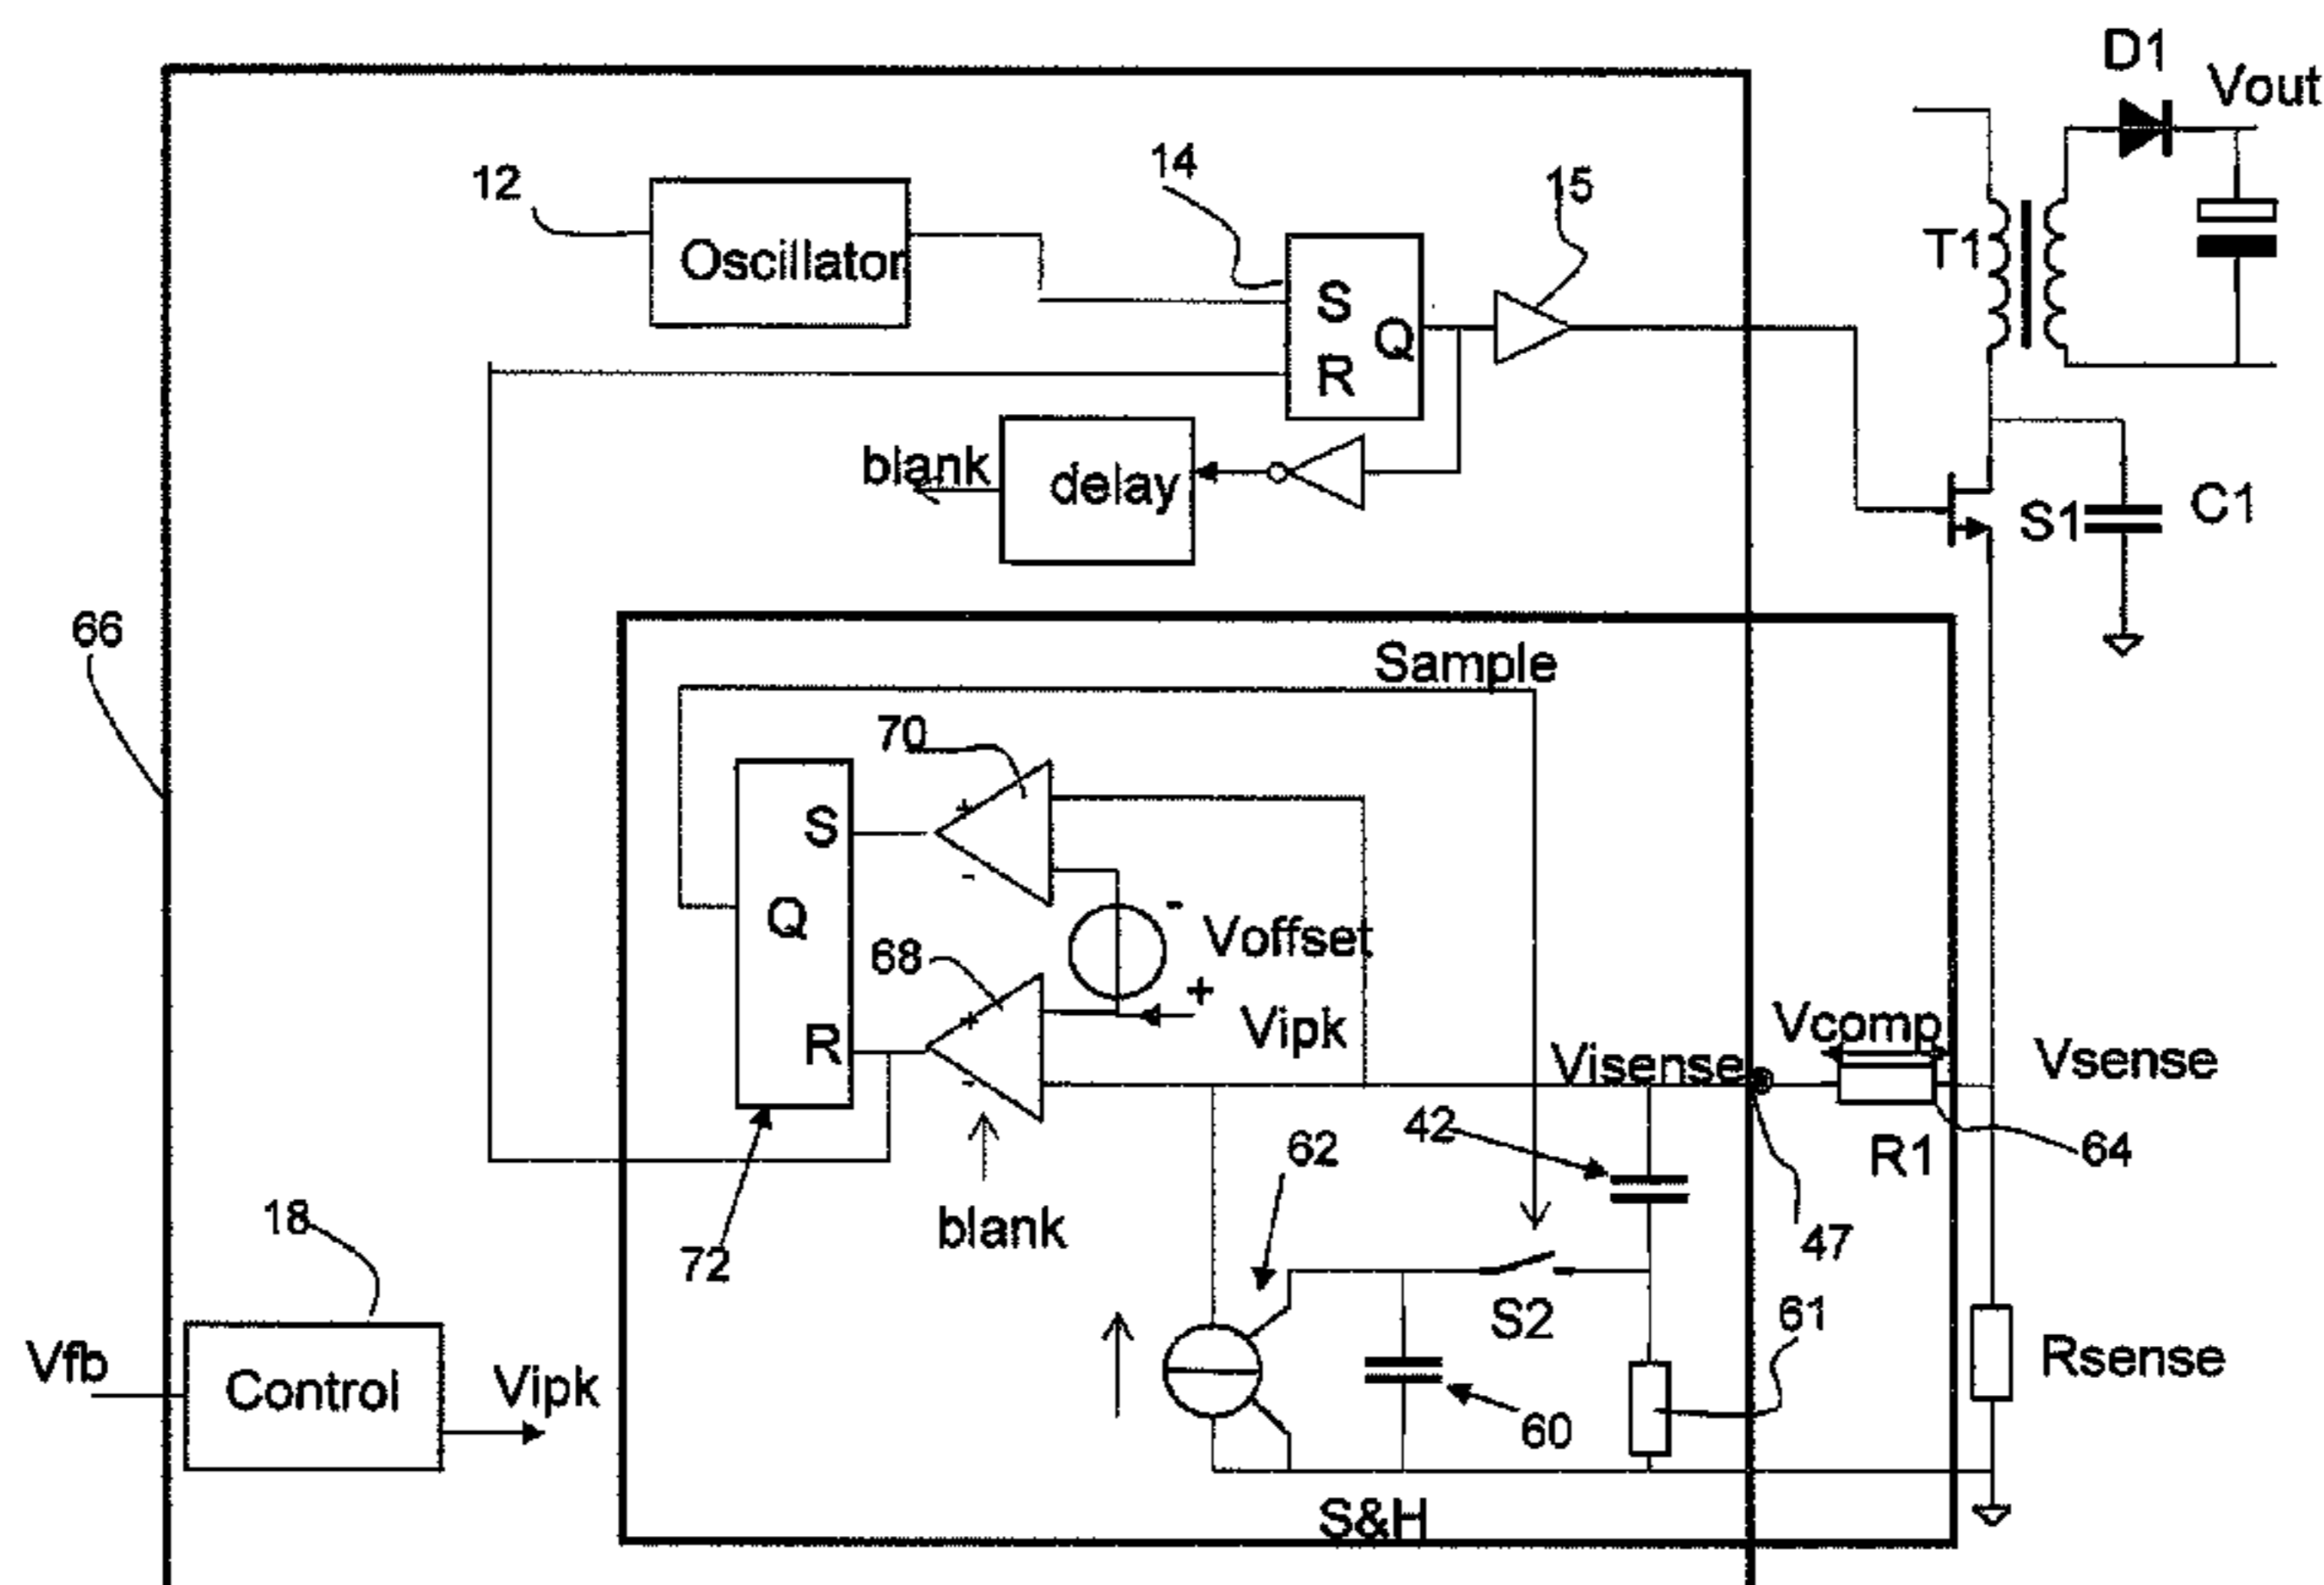 D1
Vout
12
Oscillator
14
15
S
Q
R
T1
blank
delay
S1
C1
66
Sample
70
+
S
-
Q
-
Voffset
68
+
Vipk
+
R
-
Vcomp
Visense
Vsense
42
62
R1
64
blank
47
72
18
S2
61
Vfb
Control
Vipk
60
Rsense
S&H